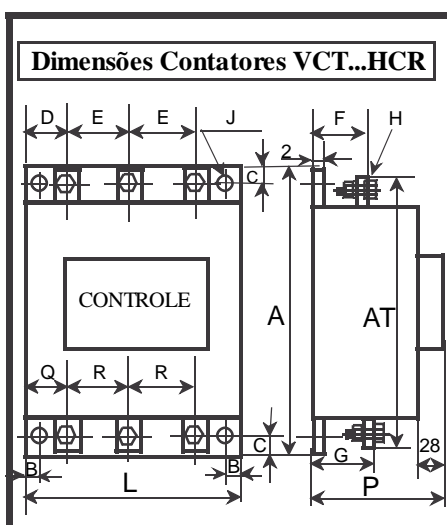 Dimensões Contatores VCT...HCR
D E E J F H
2
C
CONTROLE
A AT
Q R R
C
B B G 28
L P